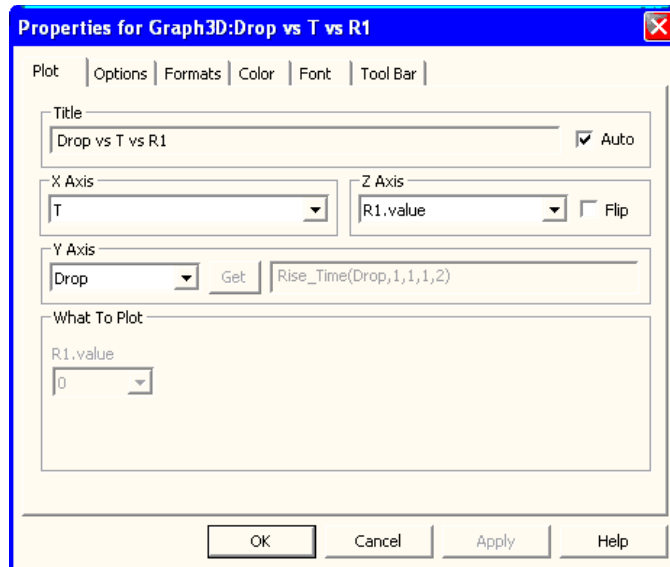 Properties for Graph3D:Drop vs T vs R1
Plot Options Formats Color Font Tool Bar
Title
Drop vs T vs R1 Auto
X Axis Z Axis
T R1.value Flip
Y Axis
Drop Get Rise_Time(Drop,1,1,1,2)
What To Plot
R1.value
0
OK Cancel Apply Help